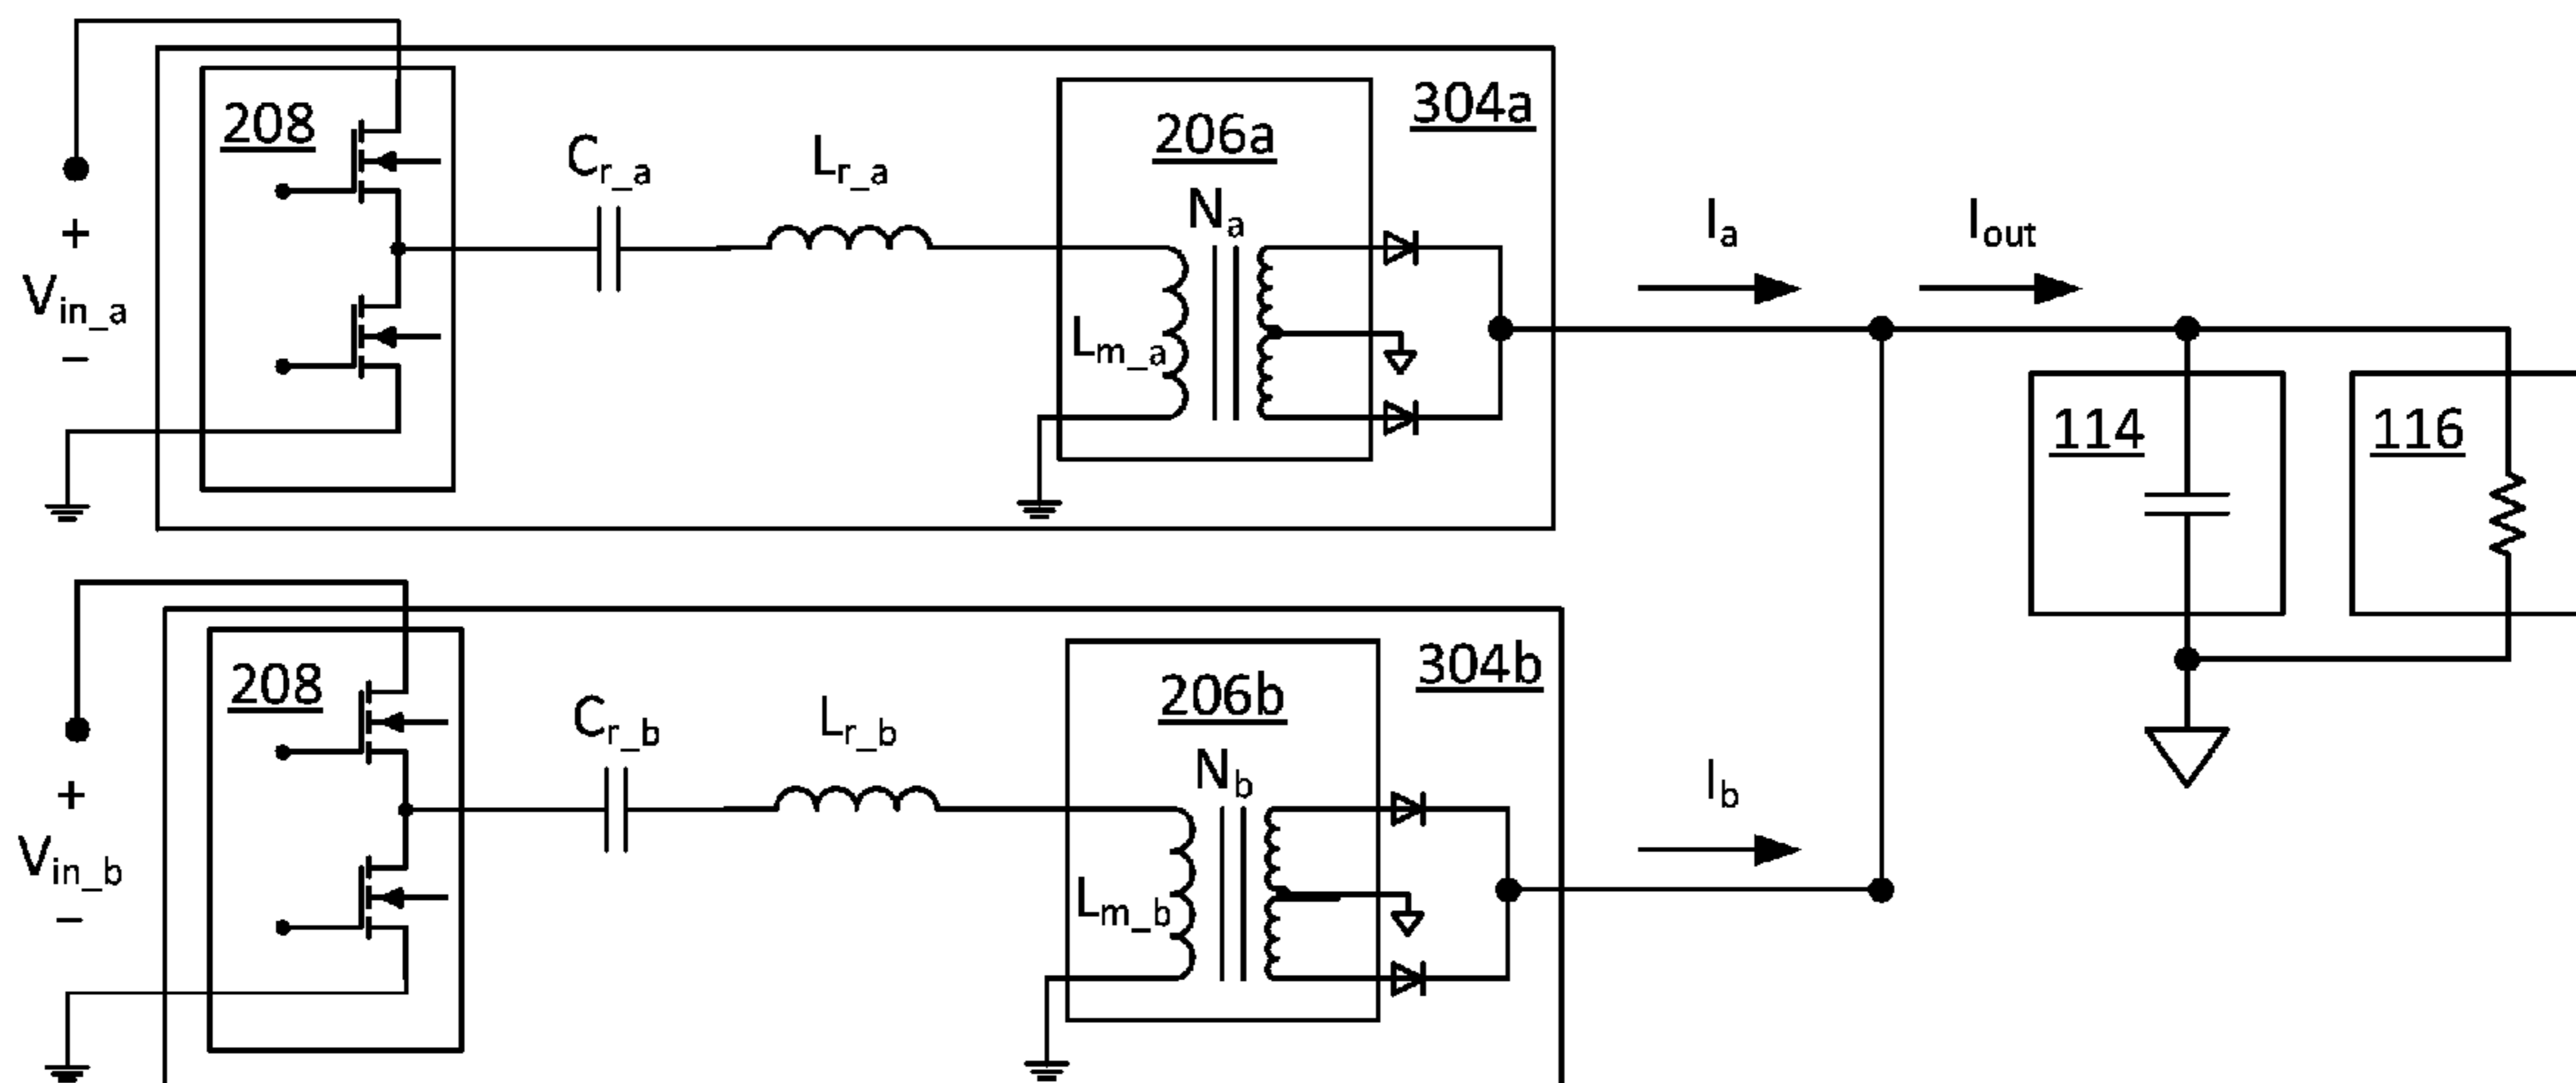 208
C_r_a
L_r_a
206a
304a
N_a
L_m_a
+
V_in_a
−
I_a
I_out
114
116
208
C_r_b
L_r_b
206b
304b
N_b
L_m_b
+
V_in_b
−
I_b